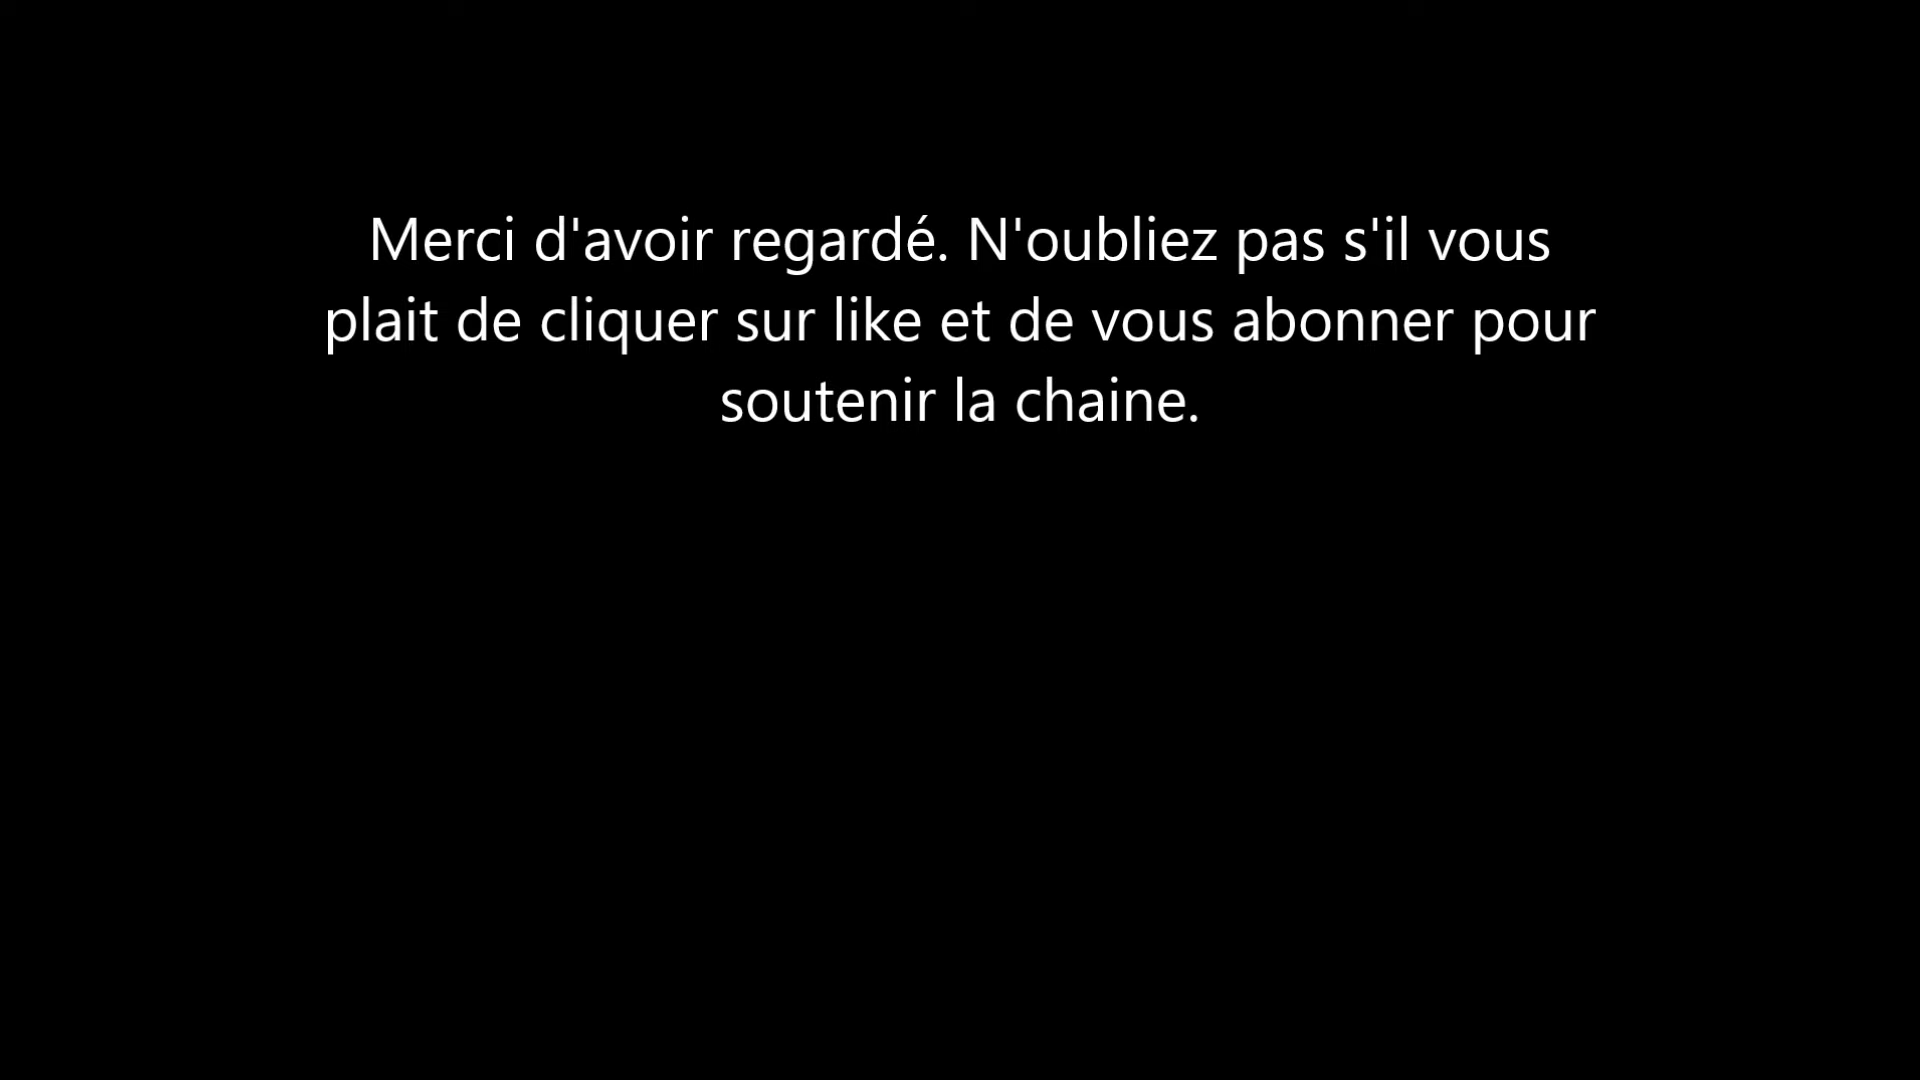 Merci d'avoir regardé. N'oubliez pas s'il vous
plait de cliquer sur like et de vous abonner pour
soutenir la chaine.